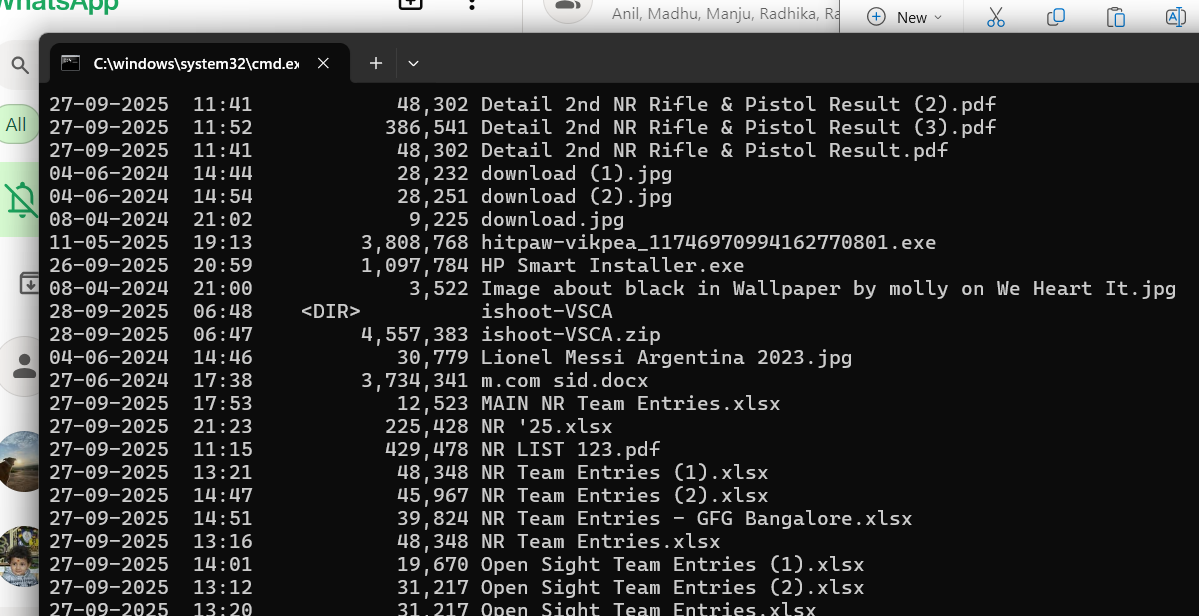 WhatsApp
Anil, Madhu, Manju, Radhika, Ra
New
C:\windows\system32\cmd.ex
All
27-09-2025  11:41            48,302 Detail 2nd NR Rifle & Pistol Result (2).pdf
27-09-2025  11:52           386,541 Detail 2nd NR Rifle & Pistol Result (3).pdf
27-09-2025  11:41            48,302 Detail 2nd NR Rifle & Pistol Result.pdf
04-06-2024  14:44            28,232 download (1).jpg
04-06-2024  14:54            28,251 download (2).jpg
08-04-2024  21:02             9,225 download.jpg
11-05-2025  19:13         3,808,768 hitpaw-vikpea_11746970994162770801.exe
26-09-2025  20:59         1,097,784 HP Smart Installer.exe
08-04-2024  21:00             3,522 Image about black in Wallpaper by molly on We Heart It.jpg
28-09-2025  06:48    <DIR>          ishoot-VSCA
28-09-2025  06:47         4,557,383 ishoot-VSCA.zip
04-06-2024  14:46            30,779 Lionel Messi Argentina 2023.jpg
27-06-2024  17:38         3,734,341 m.com sid.docx
27-09-2025  17:53            12,523 MAIN NR Team Entries.xlsx
27-09-2025  21:23           225,428 NR '25.xlsx
27-09-2025  11:15           429,478 NR LIST 123.pdf
27-09-2025  13:21            48,348 NR Team Entries (1).xlsx
27-09-2025  14:47            45,967 NR Team Entries (2).xlsx
27-09-2025  14:51            39,824 NR Team Entries - GFG Bangalore.xlsx
27-09-2025  13:16            48,348 NR Team Entries.xlsx
27-09-2025  14:01            19,670 Open Sight Team Entries (1).xlsx
27-09-2025  13:12            31,217 Open Sight Team Entries (2).xlsx
27-09-2025  13:20            31,217 Open Sight Team Entries.xlsx